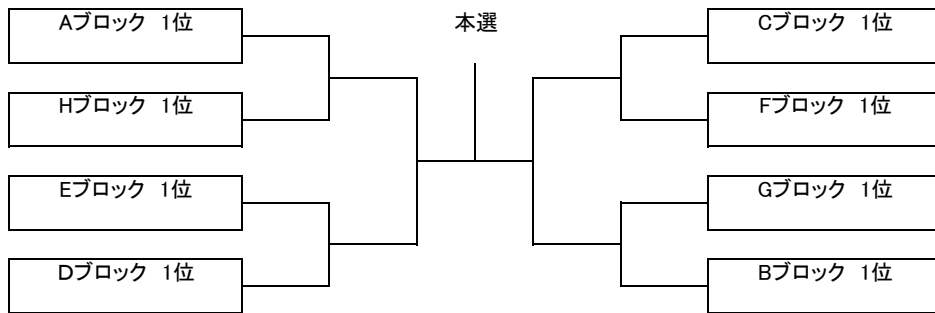 Aブロック 1位
Hブロック 1位
Eブロック 1位
Dブロック 1位
本選
Cブロック 1位
Fブロック 1位
Gブロック 1位
Bブロック 1位